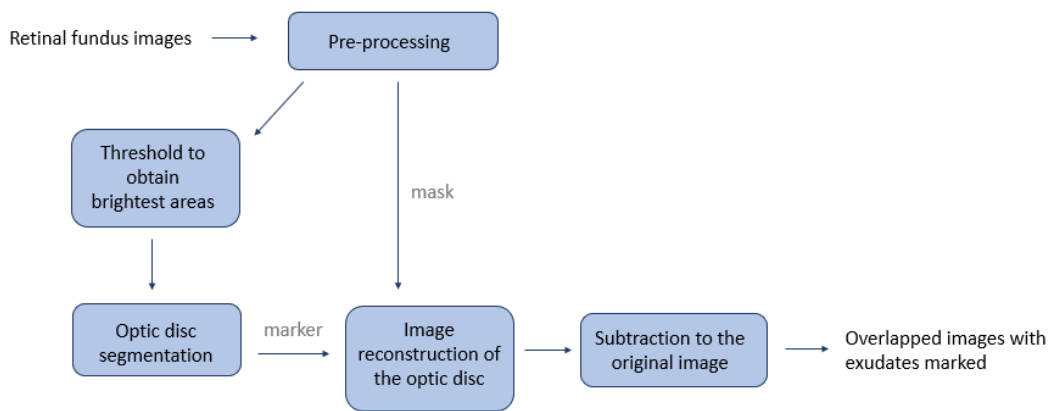 Retinal fundus images
Pre-processing
Threshold to
obtain
brightest areas
mask
Optic disc
segmentation
marker
Image
reconstruction of
the optic disc
Subtraction to the
original image
Overlapped images with
exudates marked